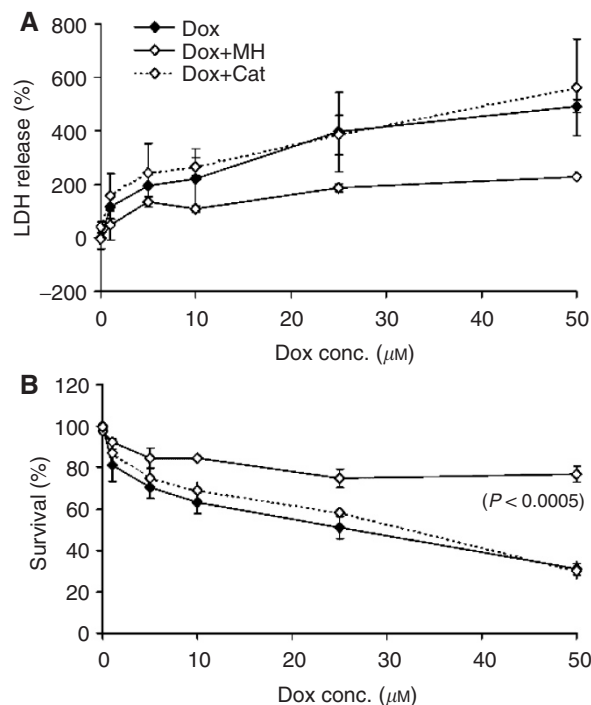 A
Dox
Dox+MH
Dox+Cat
LDH release (%)
800
600
400
200
0
−200
0
10
20
30
40
50
Dox conc. (μM)
B
Survival (%)
120
100
80
60
40
20
0
(P < 0.0005)
0
10
20
30
40
50
Dox conc. (μM)